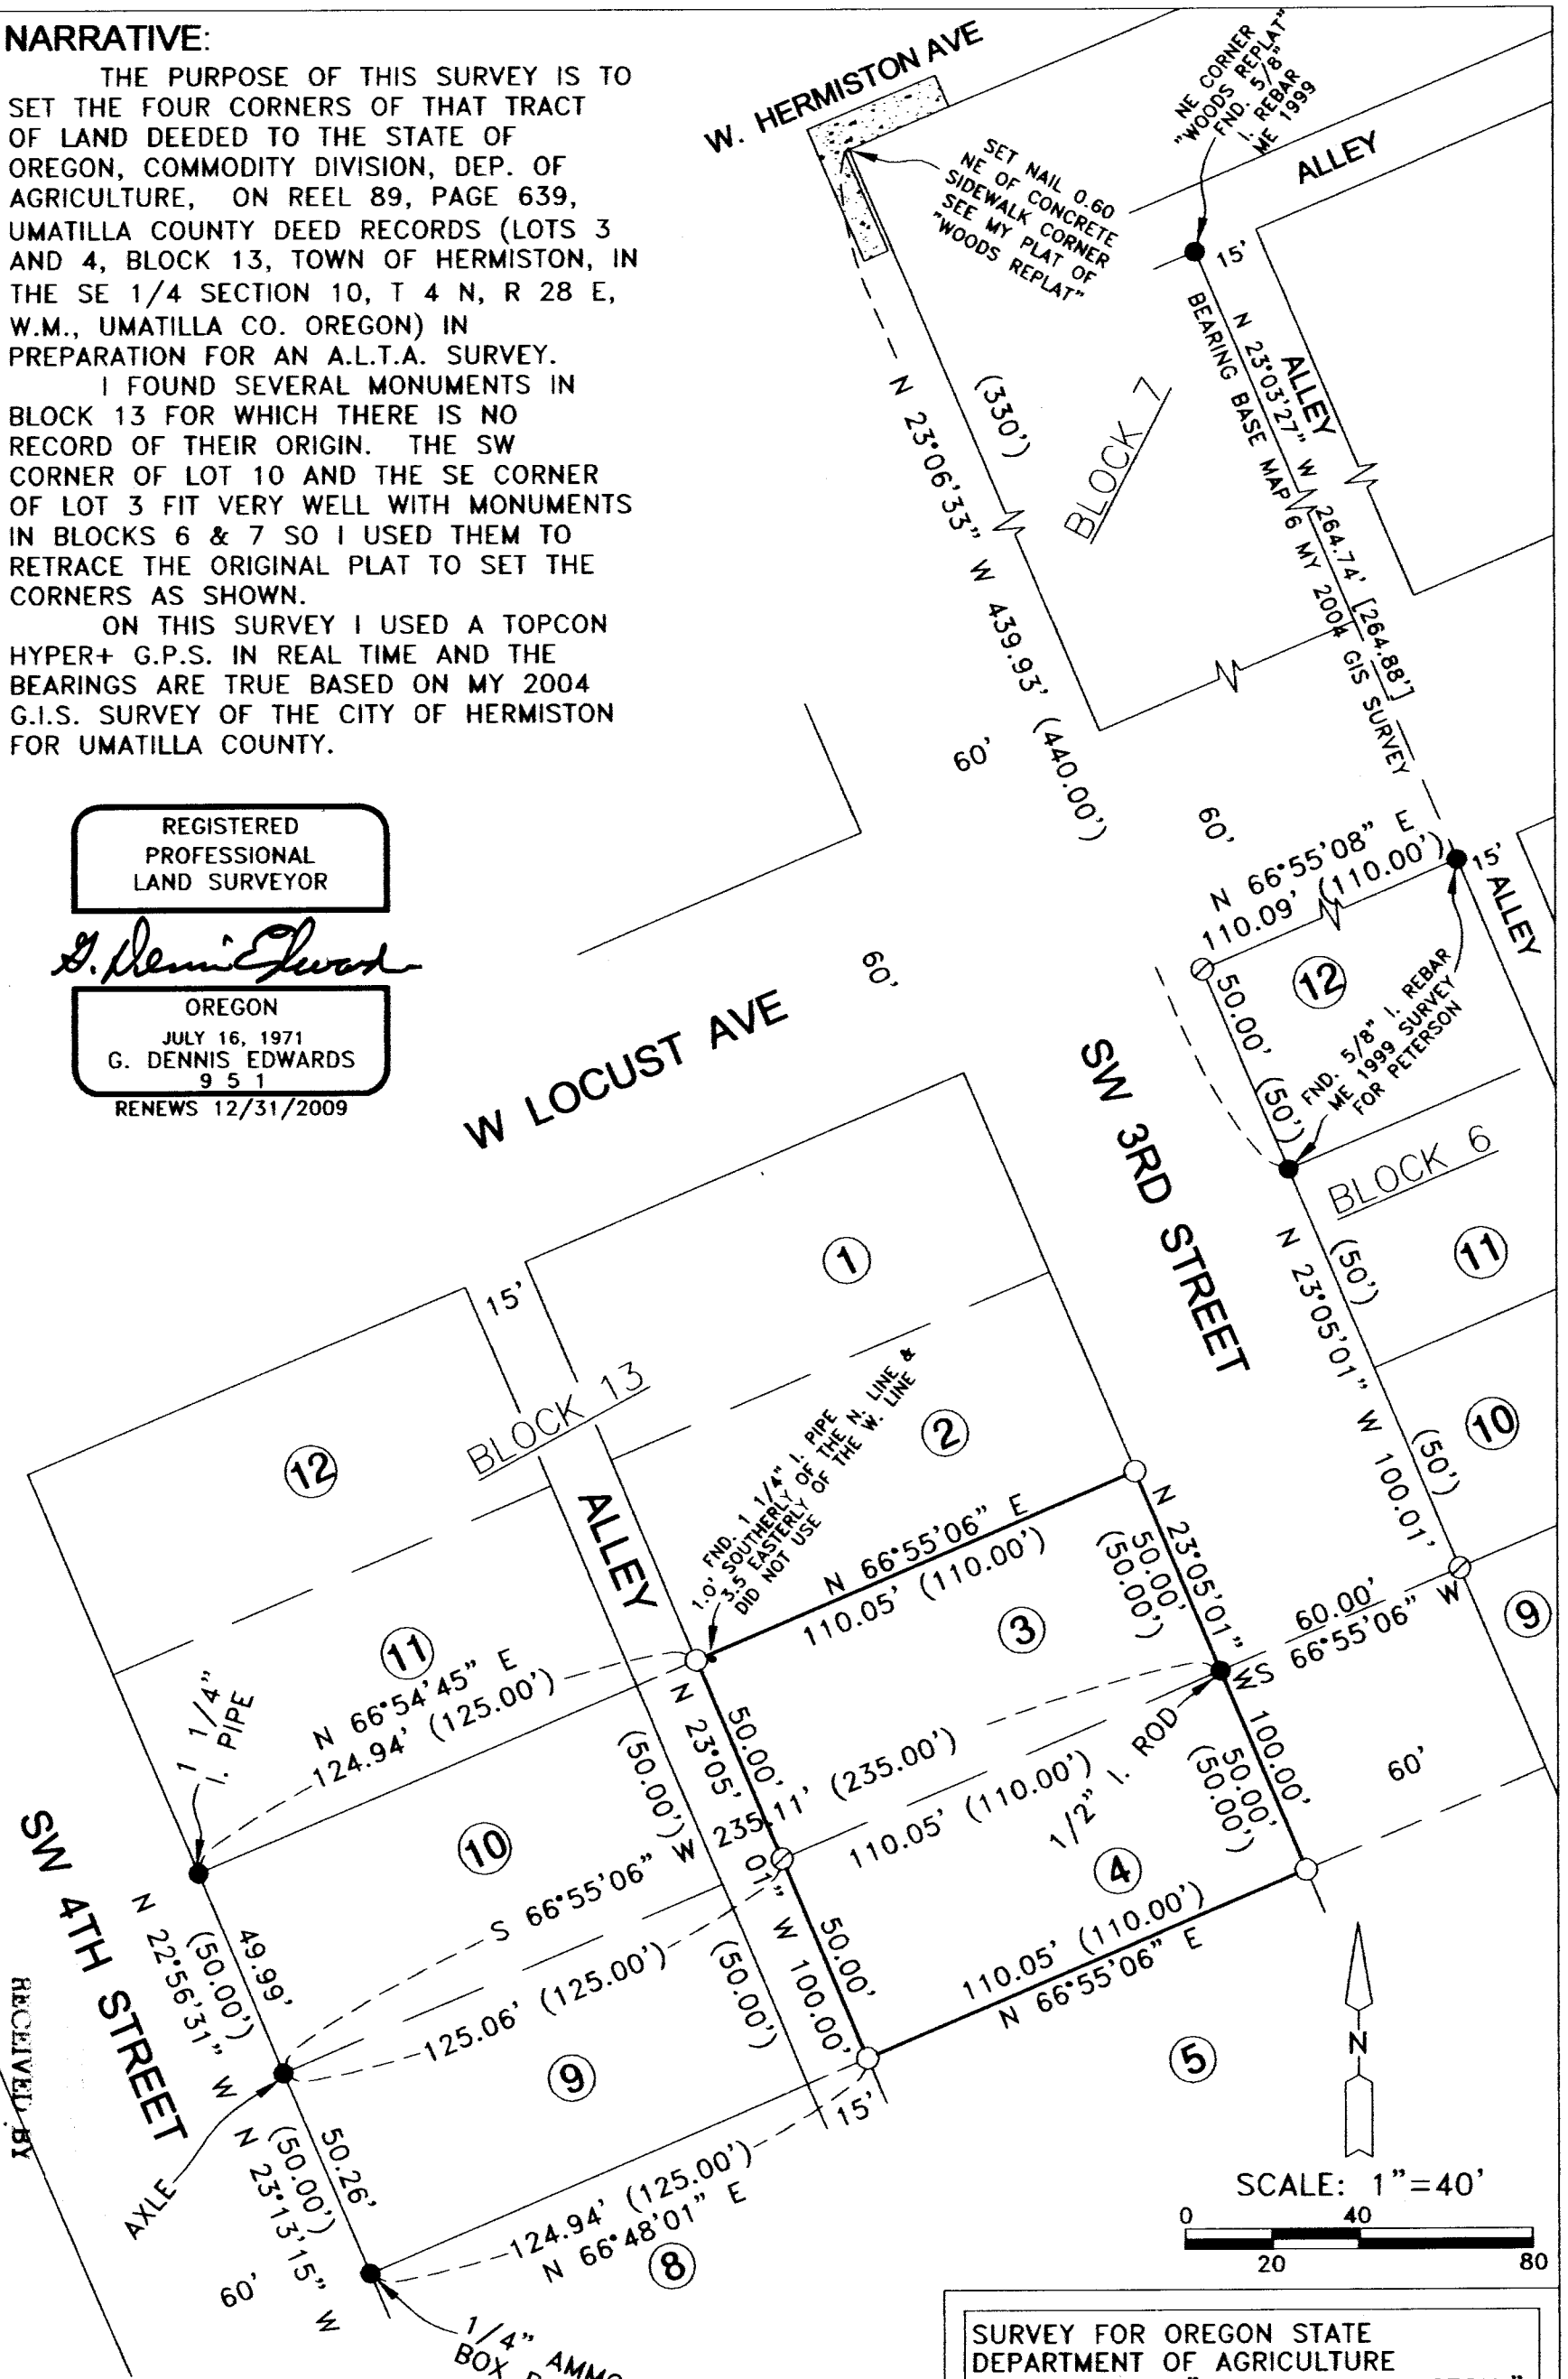 NARRATIVE:
THE PURPOSE OF THIS SURVEY IS TO
SET THE FOUR CORNERS OF THAT TRACT
OF LAND DEEDED TO THE STATE OF
OREGON, COMMODITY DIVISION, DEP. OF
AGRICULTURE, ON REEL 89, PAGE 639,
UMATILLA COUNTY DEED RECORDS (LOTS 3
AND 4, BLOCK 13, TOWN OF HERMISTON, IN
THE SE 1/4 SECTION 10, T 4 N, R 28 E,
W.M., UMATILLA CO. OREGON) IN
PREPARATION FOR AN A.L.T.A. SURVEY.
I FOUND SEVERAL MONUMENTS IN
BLOCK 13 FOR WHICH THERE IS NO
RECORD OF THEIR ORIGIN. THE SW
CORNER OF LOT 10 AND THE SE CORNER
OF LOT 3 FIT VERY WELL WITH MONUMENTS
IN BLOCKS 6 & 7 SO I USED THEM TO
RETRACE THE ORIGINAL PLAT TO SET THE
CORNERS AS SHOWN.
ON THIS SURVEY I USED A TOPCON
HYPER+ G.P.S. IN REAL TIME AND THE
BEARINGS ARE TRUE BASED ON MY 2004
G.I.S. SURVEY OF THE CITY OF HERMISTON
FOR UMATILLA COUNTY.
REGISTERED
PROFESSIONAL
LAND SURVEYOR
G. Dennis Edwards
OREGON
JULY 16, 1971
G. DENNIS EDWARDS
9 5 1
RENEWS 12/31/2009
W. HERMISTON AVE
SET NAIL 0.60
NE OF CONCRETE
SIDEWALK CORNER
SEE MY PLAT OF
"WOODS REPLAT"
NE CORNER
"WOODS REPLAT"
FND. 5/8"
I. REBAR
ME 1999
ALLEY
15'
ALLEY
N 23°03'27" W 264.74' [264.88']
BEARING BASE MAP 6 MY 2004 GIS SURVEY
(330')
BLOCK 7
N 23°06'33" W 439.93' (440.00')
60'
60'
60'
N 66°55'08" E
110.09' (110.00')
15'
ALLEY
50.00' (50')
12
FND. 5/8" I. REBAR
ME 1999 SURVEY
FOR PETERSON
BLOCK 6
W LOCUST AVE
SW 3RD STREET
(50')
11
N 23°05'01" W 100.01'
(50')
10
9
1
15'
BLOCK 13
12
2
ALLEY
FND. 1 1/4" I. PIPE
1.0' SOUTHERLY OF THE N. LINE &
3.5 EASTERLY OF THE W. LINE
DID NOT USE
N 66°55'06" E
110.05' (110.00')
N 23°05'01" W 100.00'
50.00'
(50.00')
3
60.00'
S 66°55'06" W
11
N 66°54'45" E
124.94' (125.00')
1 1/4"
I. PIPE
N 23°05'01" W 100.00'
50.00'
(50.00')
S 66°55'06" W 235.11' (235.00')
110.05' (110.00')
1/2" I. ROD
50.00'
(50.00')
60'
10
4
SW 4TH STREET
49.99'
(50.00')
N 22°56'31" W
125.06' (125.00')
(50.00')
50.00'
110.05' (110.00')
N 66°55'06" E
9
5
15'
AXLE
50.26'
(50.00')
N 23°13'15" W
60'
124.94' (125.00')
N 66°48'01" E
8
1/4" AMMO
BOX
RECEIVED BY
N
SCALE: 1"=40'
0 40
20 80
SURVEY FOR OREGON STATE
DEPARTMENT OF AGRICULTURE